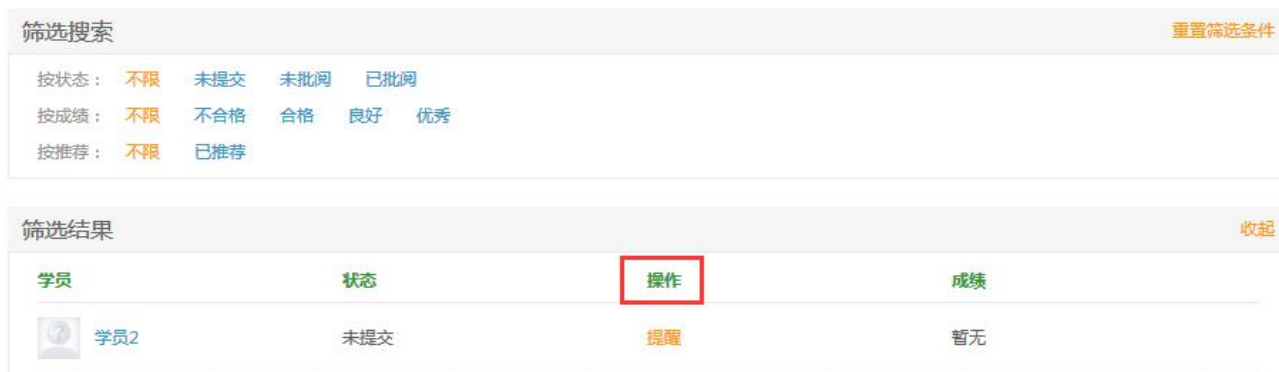 筛选搜索 重置筛选条件
按状态： 不限 未提交 未批阅 已批阅
按成绩： 不限 不合格 合格 良好 优秀
按推荐： 不限 已推荐
筛选结果 收起
学员 状态 操作 成绩
学员2 未提交 提醒 暂无